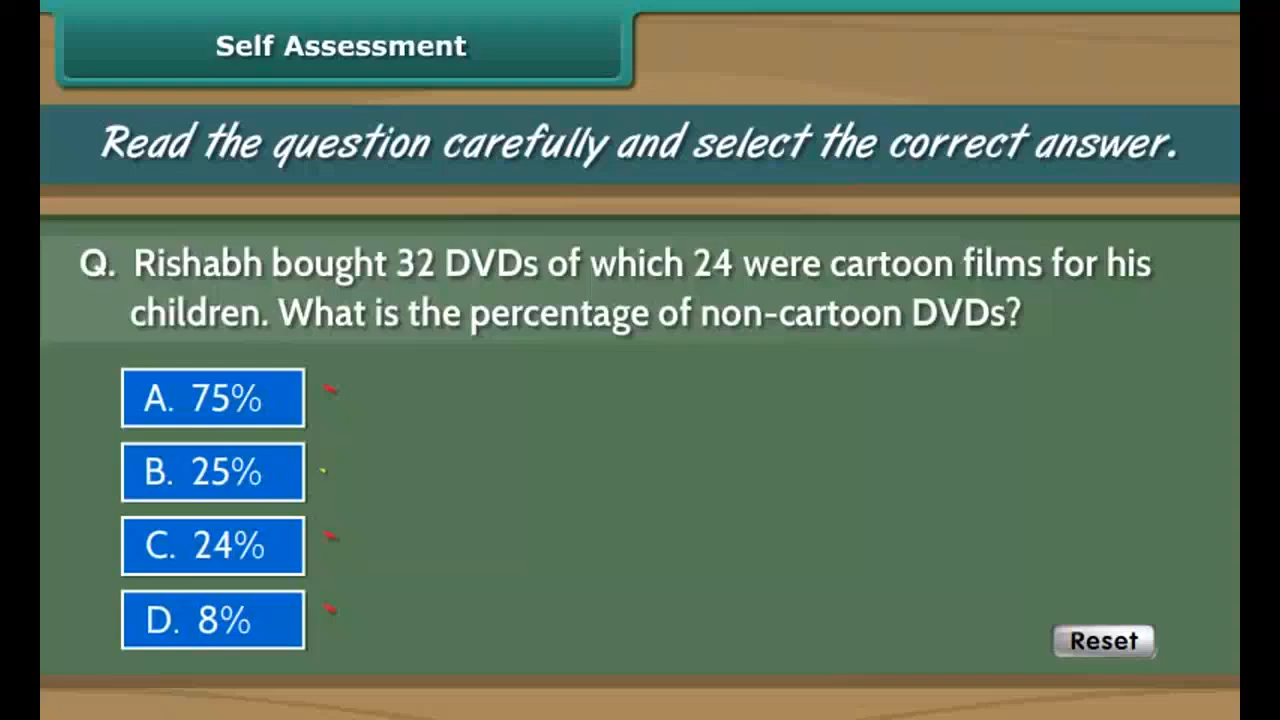 Self Assessment
Read the question carefully and select the correct answer.
Q. Rishabh bought 32 DVDs of which 24 were cartoon films for his
children. What is the percentage of non-cartoon DVDs?
A. 75%
B. 25%
C. 24%
D. 8%
Reset